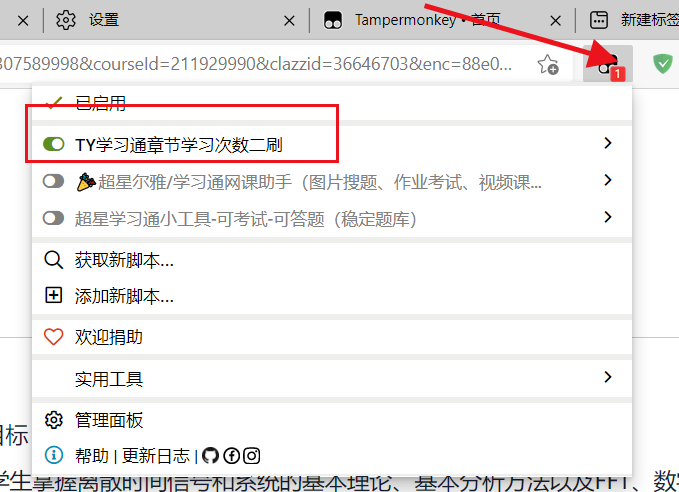 设置
Tampermonkey • 首页
新建标签
307589998&courseId=211929990&clazzid=36646703&enc=88e0...
1
已启用
TY学习通章节学习次数二刷
超星尔雅/学习通网课助手（图片搜题、作业考试、视频课...
超星学习通小工具-可考试-可答题（稳定题库）
获取新脚本...
添加新脚本...
欢迎捐助
实用工具
管理面板
帮助 | 更新日志 |
目标
学生掌握离散时间信号和系统的基本理论、基本分析方法以及FFT、数字